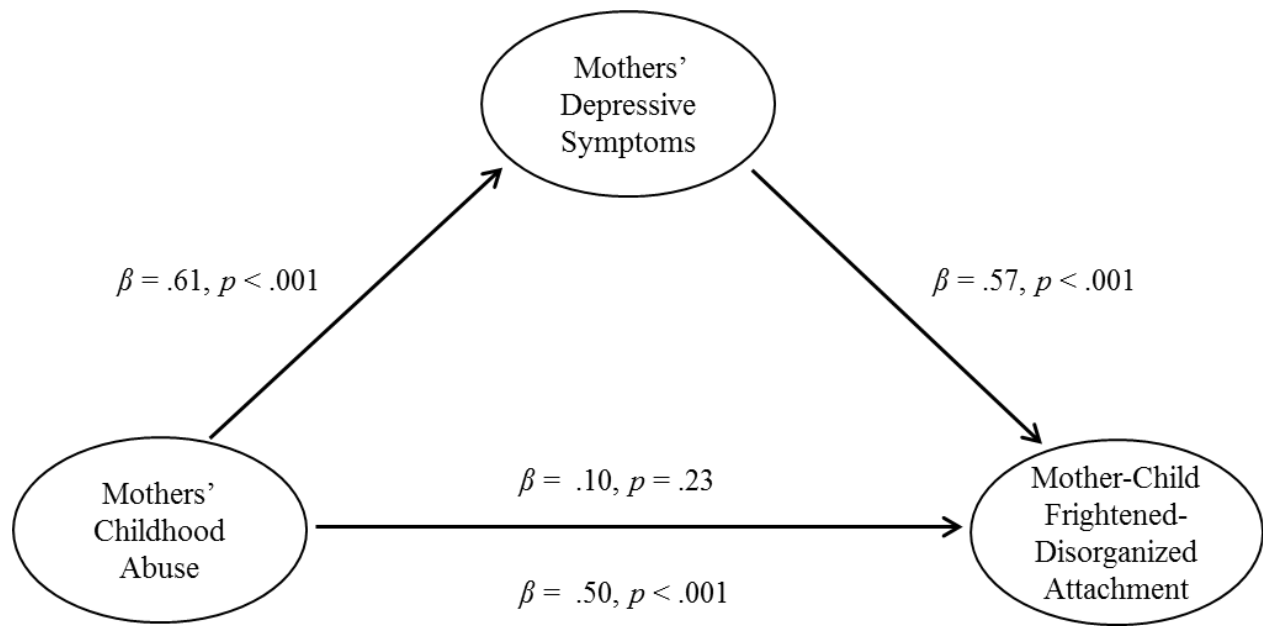 Mothers’
Depressive
Symptoms
β = .61, p < .001
β = .57, p < .001
Mothers’
Childhood
Abuse
β = .10, p = .23
β = .50, p < .001
Mother-Child
Frightened-
Disorganized
Attachment